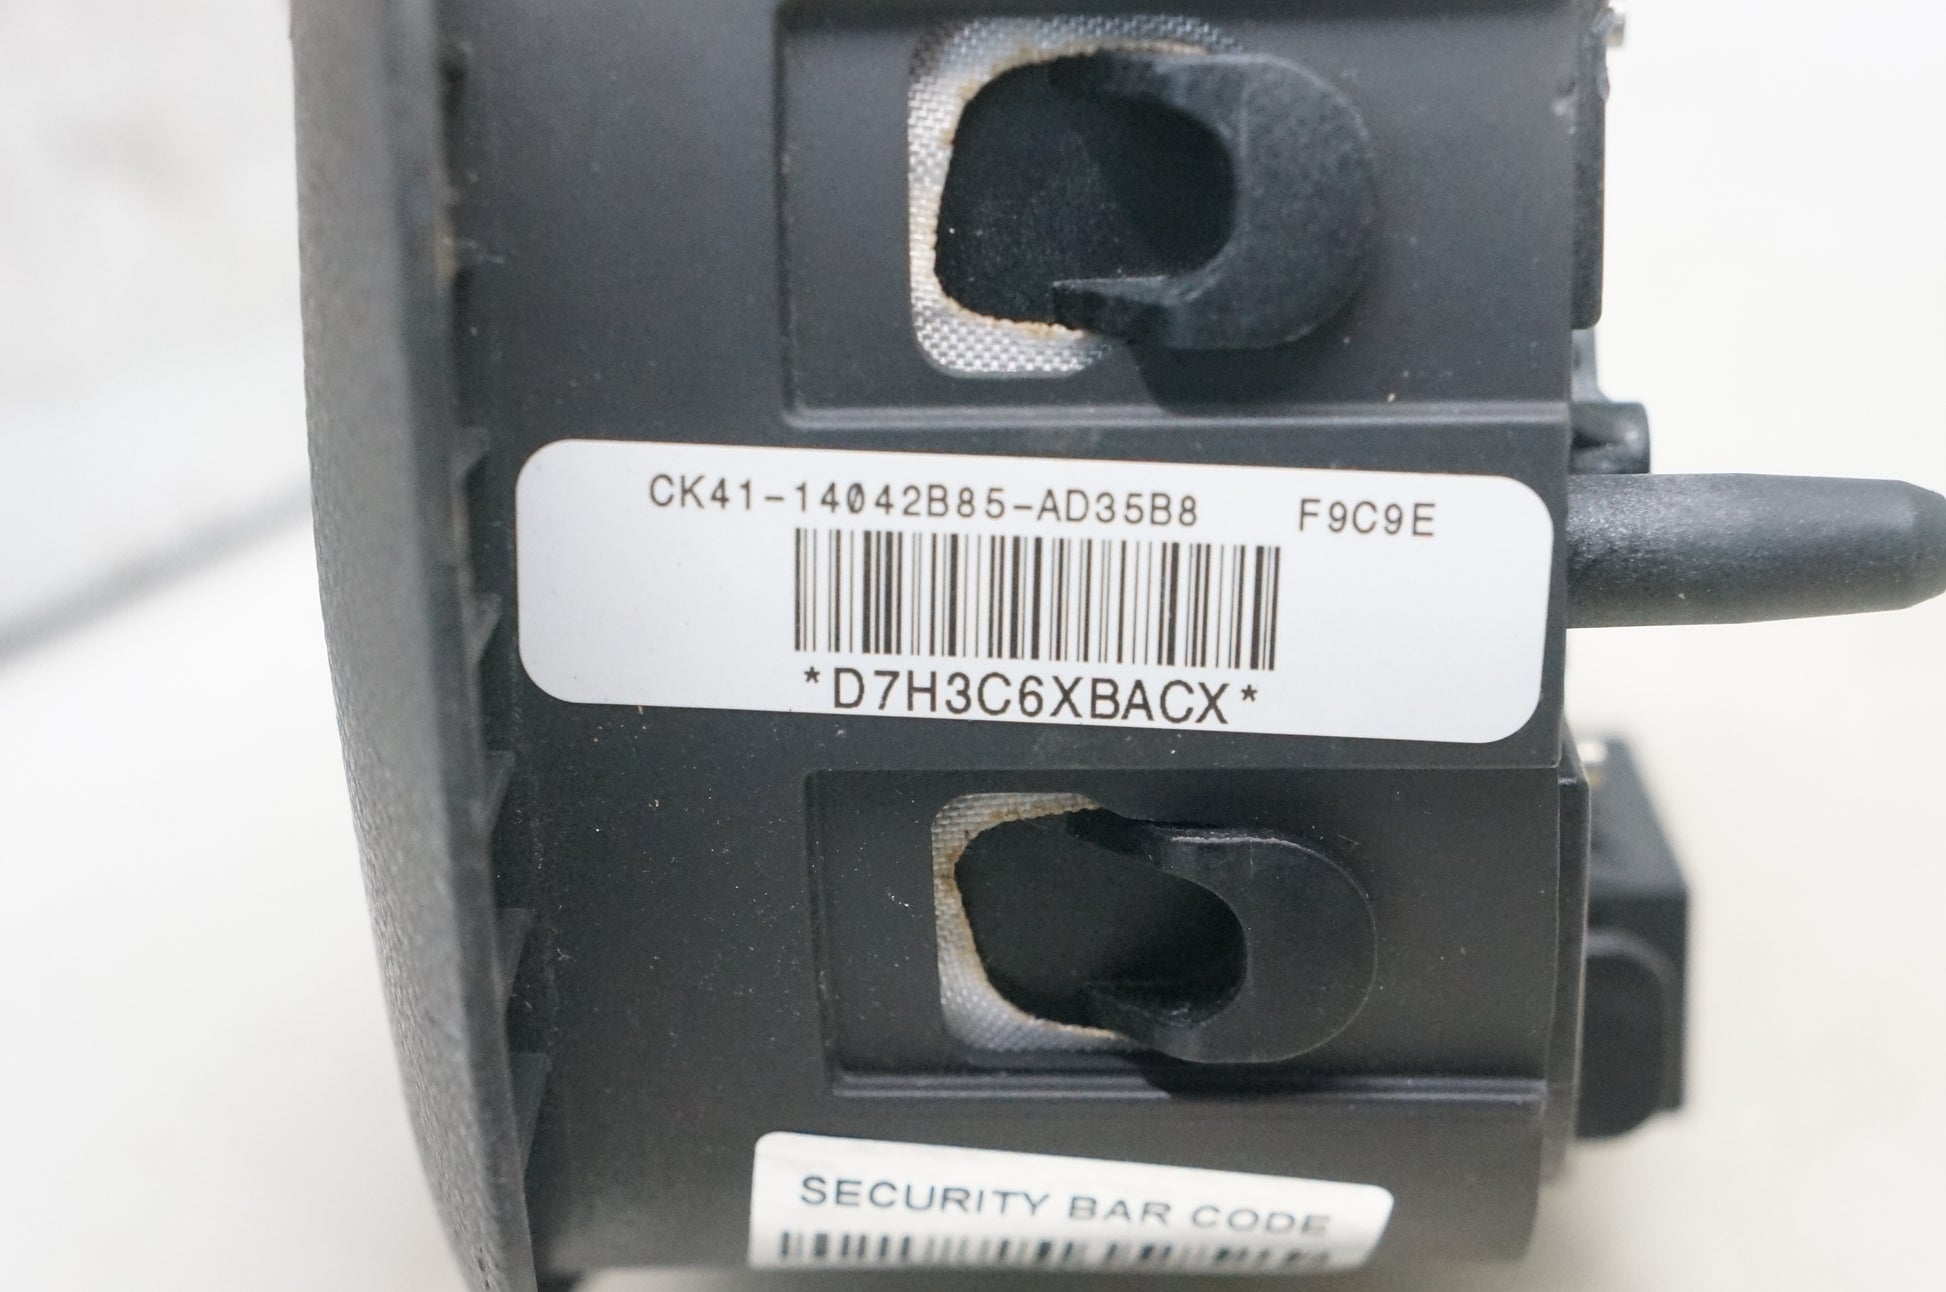 CK41-14042B85-AD35B8 F9C9E
*D7H3C6XBACX*
SECURITY BAR CODE